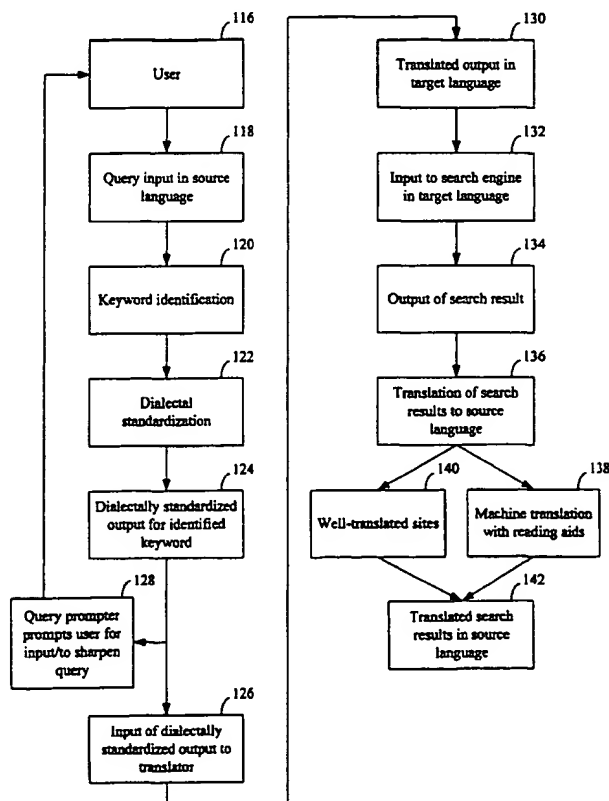 116
User
118
Query input in source
language
120
Keyword identification
122
Dialectal
standardization
124
Dialectally standardized
output for identified
keyword
128
Query prompter
prompts user for
input/to sharpen
query
126
Input of dialectally
standardized output to
translator
130
Translated output in
target language
132
Input to search engine
in target language
134
Output of search result
136
Translation of search
results to source
language
140
Well-translated sites
138
Machine translation
with reading aids
142
Translated search
results in source
language